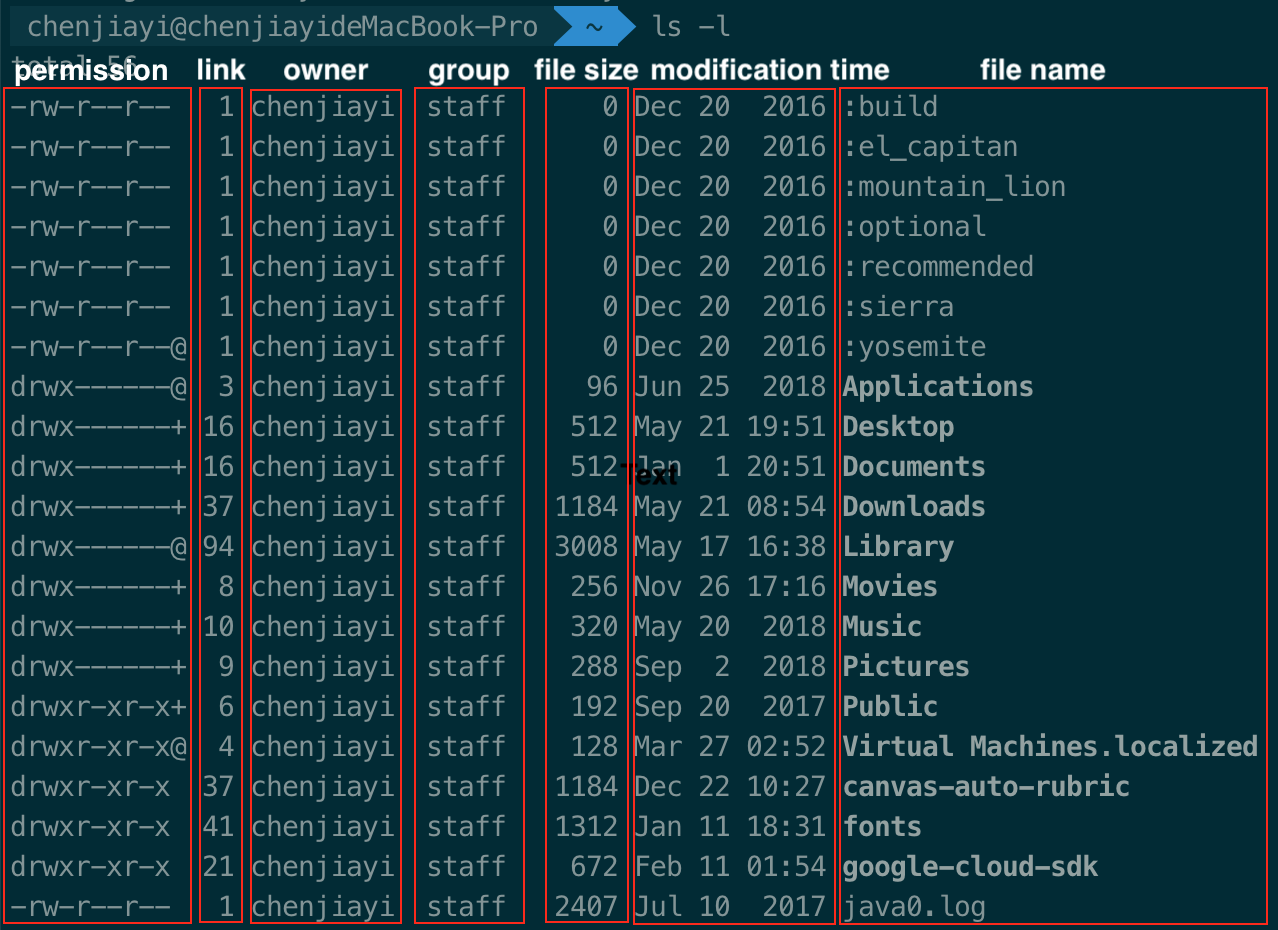 chenjiayi@chenjiayideMacBook-Pro ~ ls -l
total 56
permission link owner group file size modification time file name
-rw-r--r-- 1 chenjiayi staff 0 Dec 20 2016 :build
-rw-r--r-- 1 chenjiayi staff 0 Dec 20 2016 :el_capitan
-rw-r--r-- 1 chenjiayi staff 0 Dec 20 2016 :mountain_lion
-rw-r--r-- 1 chenjiayi staff 0 Dec 20 2016 :optional
-rw-r--r-- 1 chenjiayi staff 0 Dec 20 2016 :recommended
-rw-r--r-- 1 chenjiayi staff 0 Dec 20 2016 :sierra
-rw-r--r--@ 1 chenjiayi staff 0 Dec 20 2016 :yosemite
drwx------@ 3 chenjiayi staff 96 Jun 25 2018 Applications
drwx------+ 16 chenjiayi staff 512 May 21 19:51 Desktop
drwx------+ 16 chenjiayi staff 512 Jan 1 20:51 Documents
Text
drwx------+ 37 chenjiayi staff 1184 May 21 08:54 Downloads
drwx------@ 94 chenjiayi staff 3008 May 17 16:38 Library
drwx------+ 8 chenjiayi staff 256 Nov 26 17:16 Movies
drwx------+ 10 chenjiayi staff 320 May 20 2018 Music
drwx------+ 9 chenjiayi staff 288 Sep 2 2018 Pictures
drwxr-xr-x+ 6 chenjiayi staff 192 Sep 20 2017 Public
drwxr-xr-x@ 4 chenjiayi staff 128 Mar 27 02:52 Virtual Machines.localized
drwxr-xr-x 37 chenjiayi staff 1184 Dec 22 10:27 canvas-auto-rubric
drwxr-xr-x 41 chenjiayi staff 1312 Jan 11 18:31 fonts
drwxr-xr-x 21 chenjiayi staff 672 Feb 11 01:54 google-cloud-sdk
-rw-r--r-- 1 chenjiayi staff 2407 Jul 10 2017 java0.log